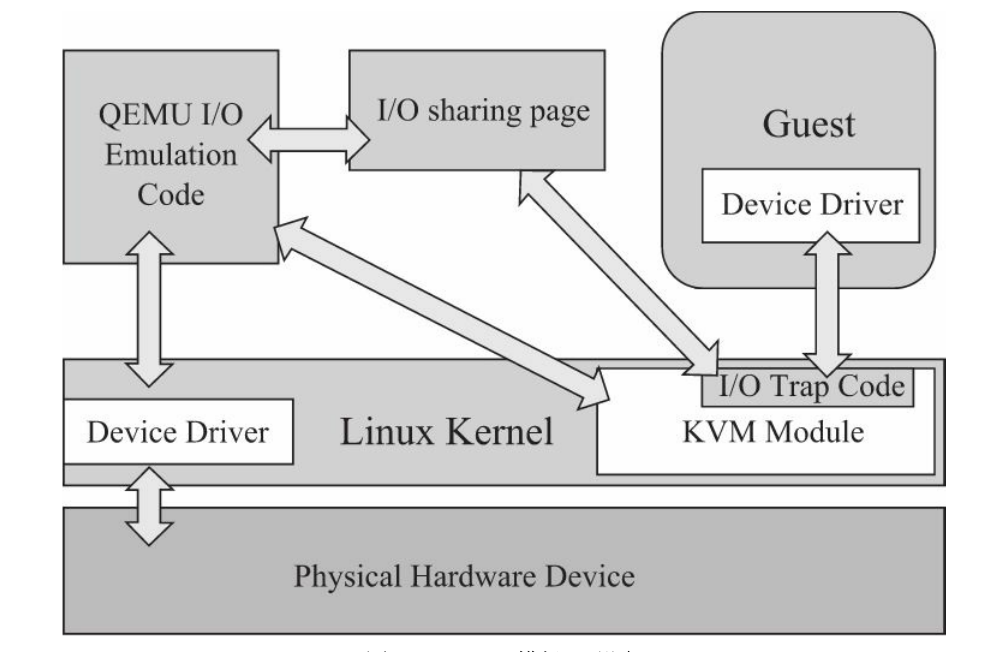 QEMU I/O
Emulation
Code
I/O sharing page
Guest
Device Driver
I/O Trap Code
Device Driver
Linux Kernel
KVM Module
Physical Hardware Device